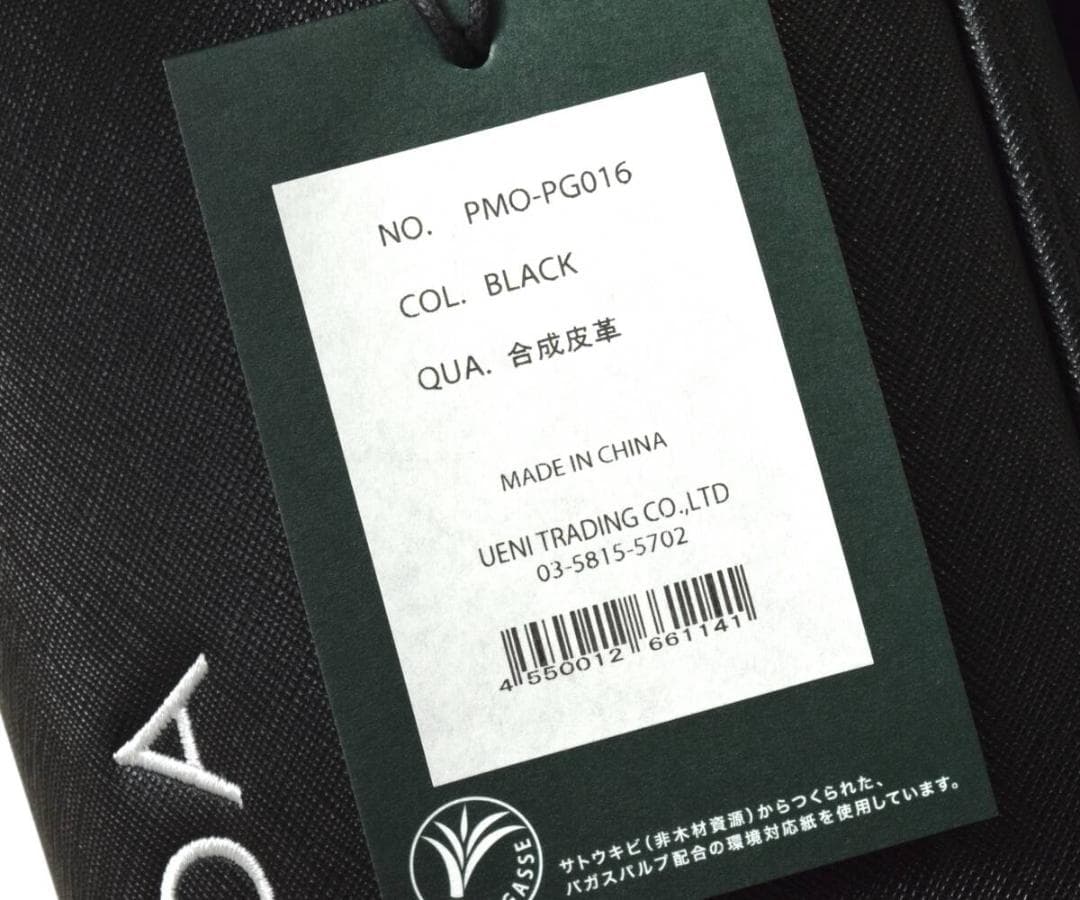 NO. PMO-PG016
COL. BLACK
QUA. 合成皮革
MADE IN CHINA
UENI TRADING CO.,LTD
03-5815-5702
4 550012 661141
サトウキビ(非木材資源)からつくられた、
バガスパルプ配合の環境対応紙を使用しています。